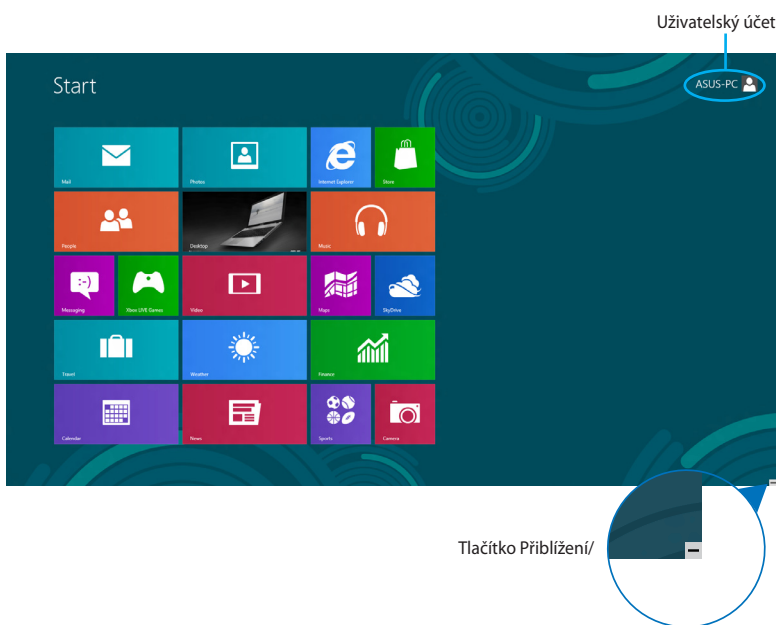 Uživatelský účet
Start
ASUS-PC
Mail
Photos
Internet Explorer
Store
People
Desktop
Music
Messaging
Xbox LIVE Games
Video
Maps
SkyDrive
Travel
Weather
Finance
Calendar
News
Sports
Camera
Tlačítko Přiblížení/